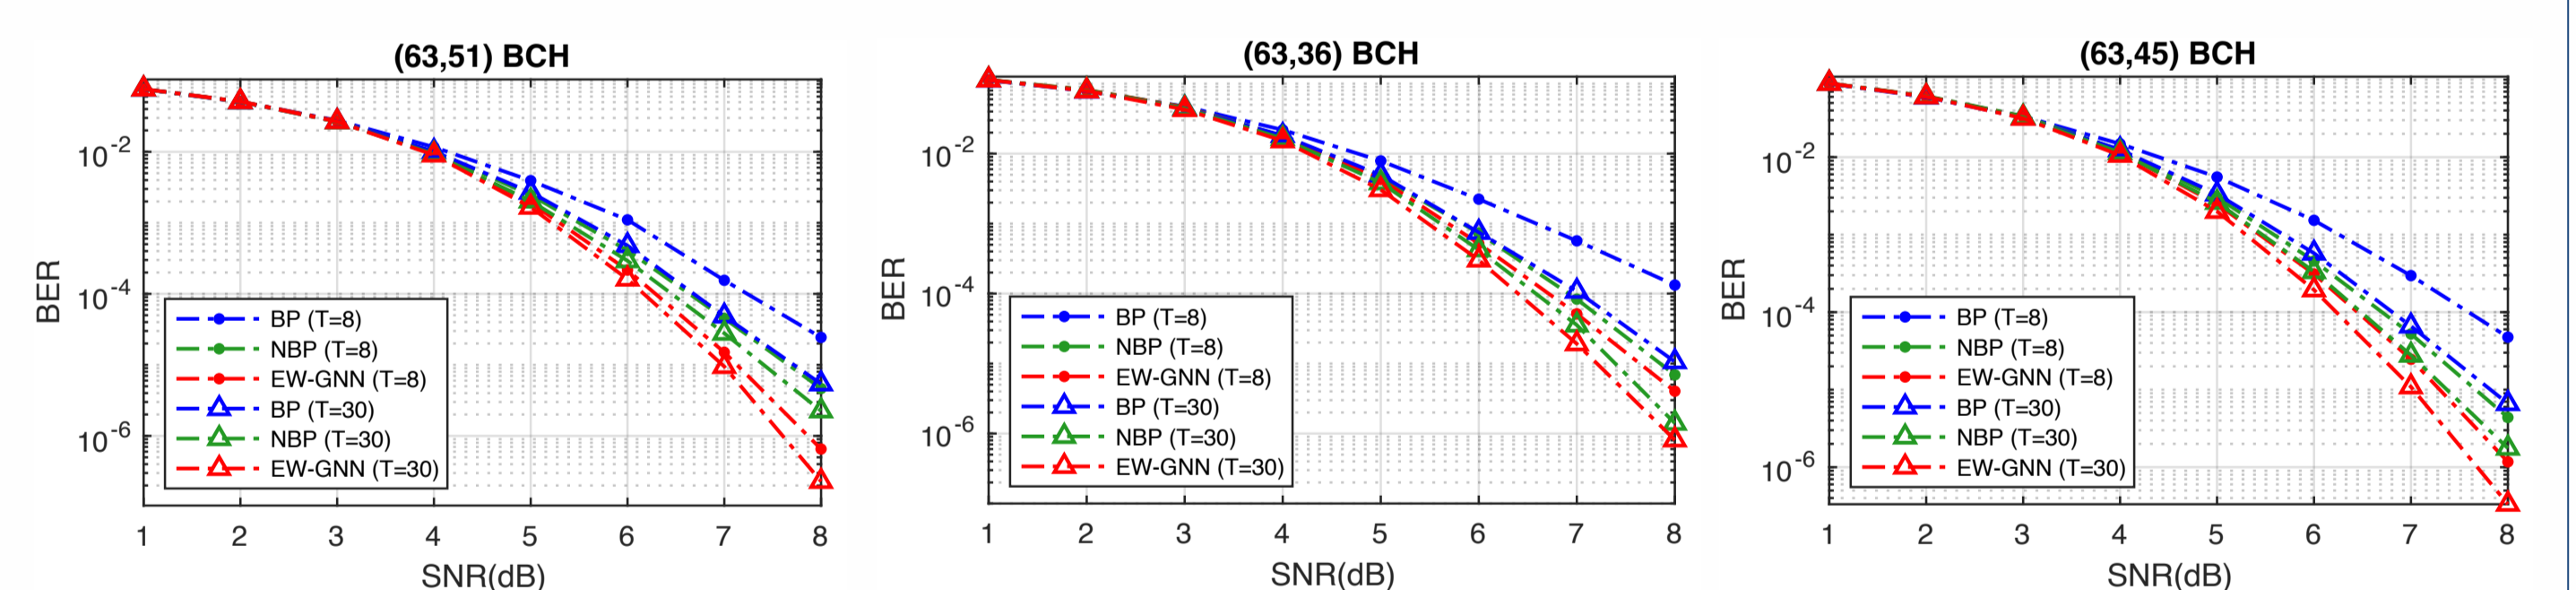 (63,51) BCH
BER
10-2
10-4
10-6
BP (T=8)
NBP (T=8)
EW-GNN (T=8)
BP (T=30)
NBP (T=30)
EW-GNN (T=30)
1 2 3 4 5 6 7 8
SNR(dB)
(63,36) BCH
BER
10-2
10-4
10-6
BP (T=8)
NBP (T=8)
EW-GNN (T=8)
BP (T=30)
NBP (T=30)
EW-GNN (T=30)
1 2 3 4 5 6 7 8
SNR(dB)
(63,45) BCH
BER
10-2
10-4
10-6
BP (T=8)
NBP (T=8)
EW-GNN (T=8)
BP (T=30)
NBP (T=30)
EW-GNN (T=30)
1 2 3 4 5 6 7 8
SNR(dB)